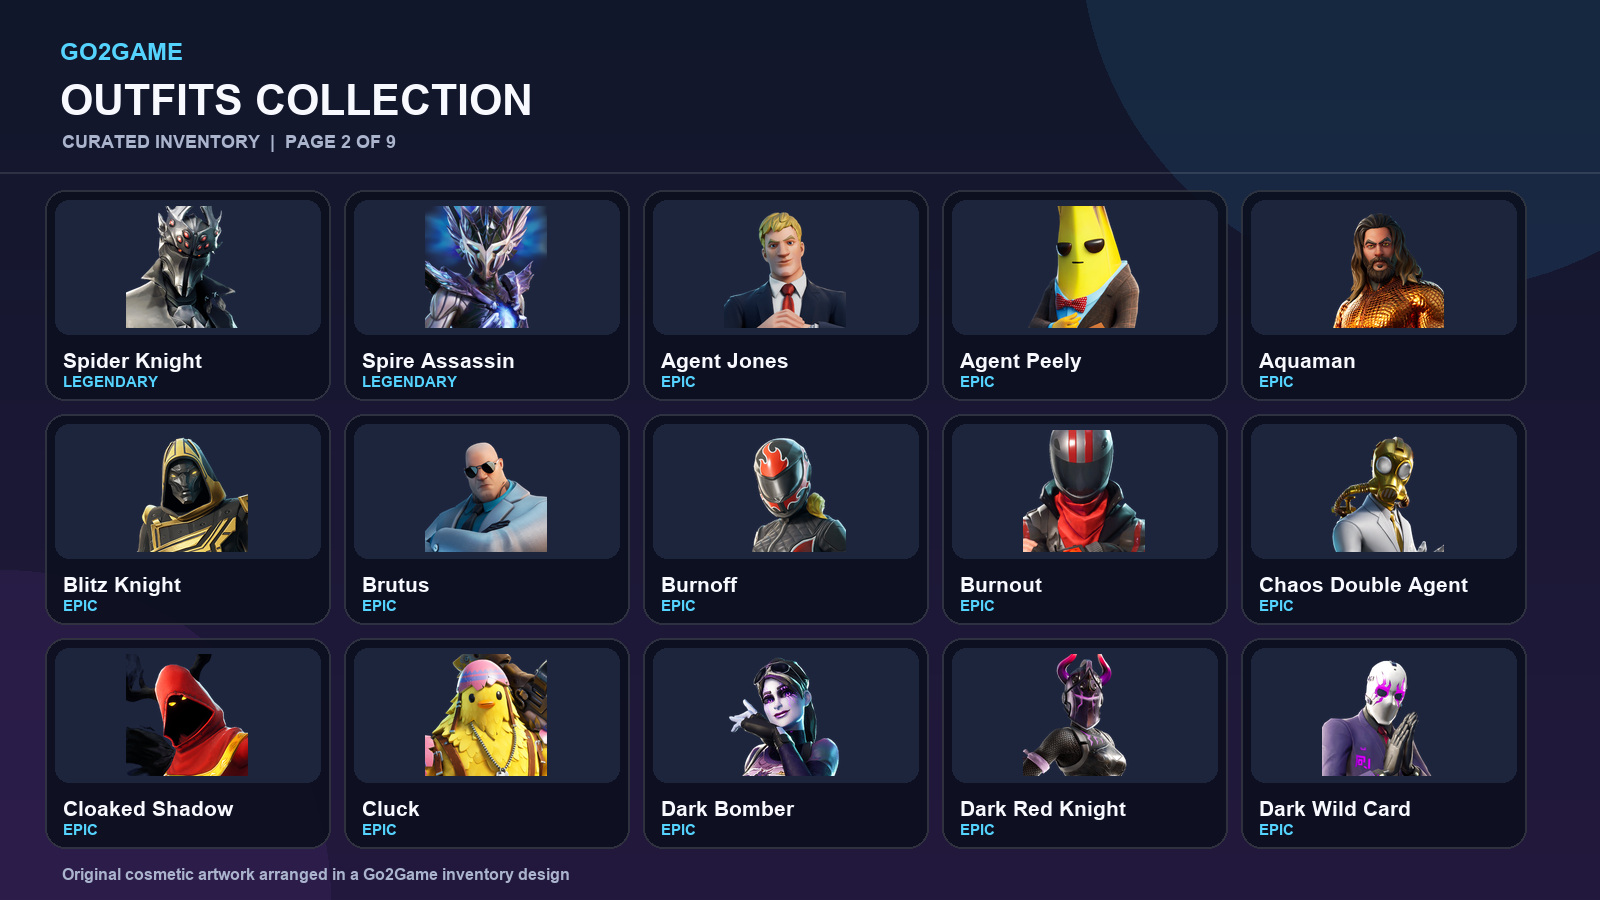 GO2GAME
OUTFITS COLLECTION
CURATED INVENTORY | PAGE 2 OF 9
Spider Knight
LEGENDARY
Spire Assassin
LEGENDARY
Agent Jones
EPIC
Agent Peely
EPIC
Aquaman
EPIC
Blitz Knight
EPIC
Brutus
EPIC
Burnoff
EPIC
Burnout
EPIC
Chaos Double Agent
EPIC
Cloaked Shadow
EPIC
Cluck
EPIC
Dark Bomber
EPIC
Dark Red Knight
EPIC
Dark Wild Card
EPIC
Original cosmetic artwork arranged in a Go2Game inventory design